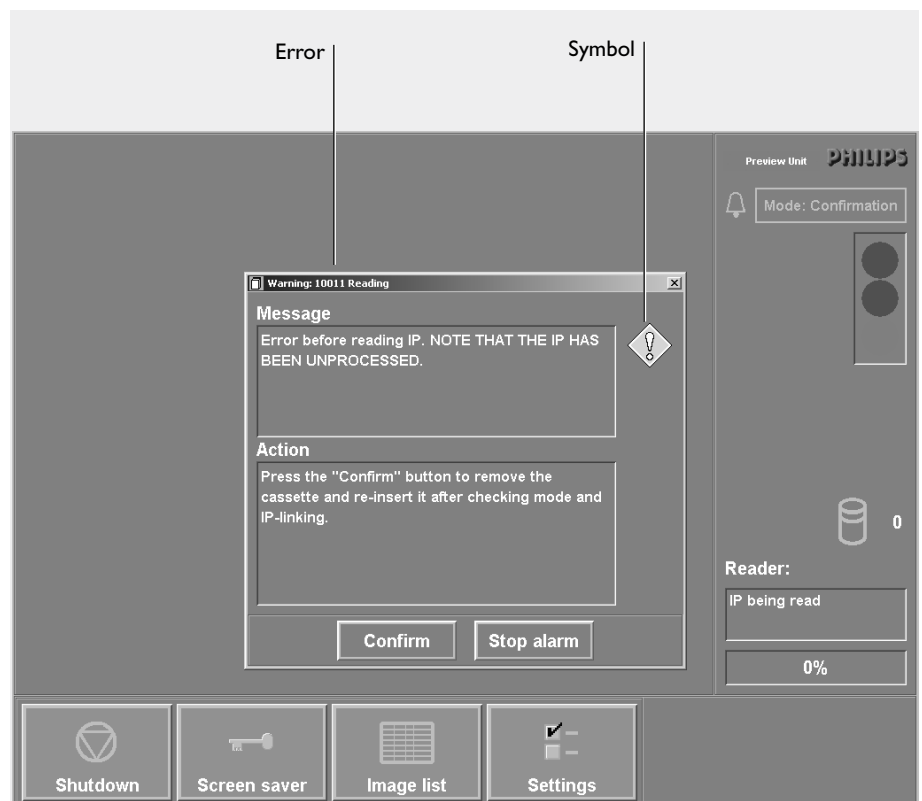 Error
Symbol
Preview Unit PHILIPS
Mode: Confirmation
Warning: 10011 Reading
Message
Error before reading IP. NOTE THAT THE IP HAS
BEEN UNPROCESSED.
Action
Press the "Confirm" button to remove the
cassette and re-insert it after checking mode and
IP-linking.
Confirm
Stop alarm
0
Reader:
IP being read
0%
Shutdown
Screen saver
Image list
Settings